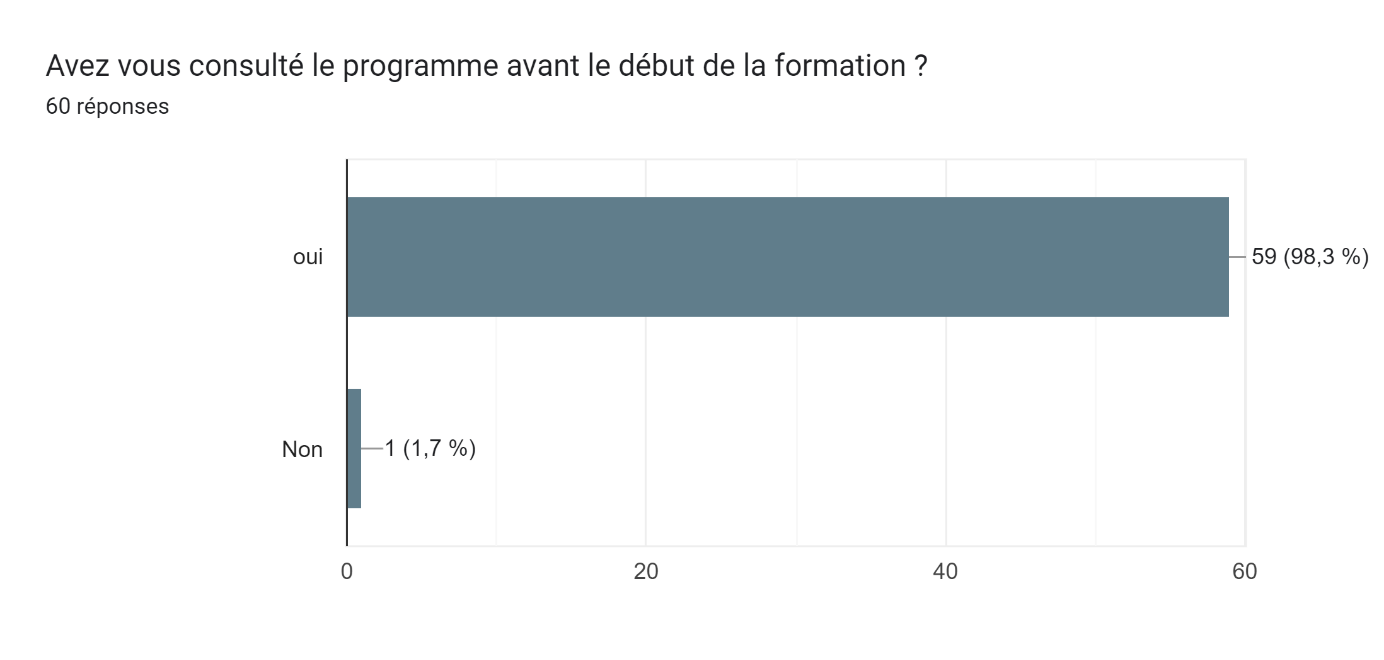 Avez vous consulté le programme avant le début de la formation ?
60 réponses
oui
59 (98,3 %)
Non
1 (1,7 %)
0
20
40
60